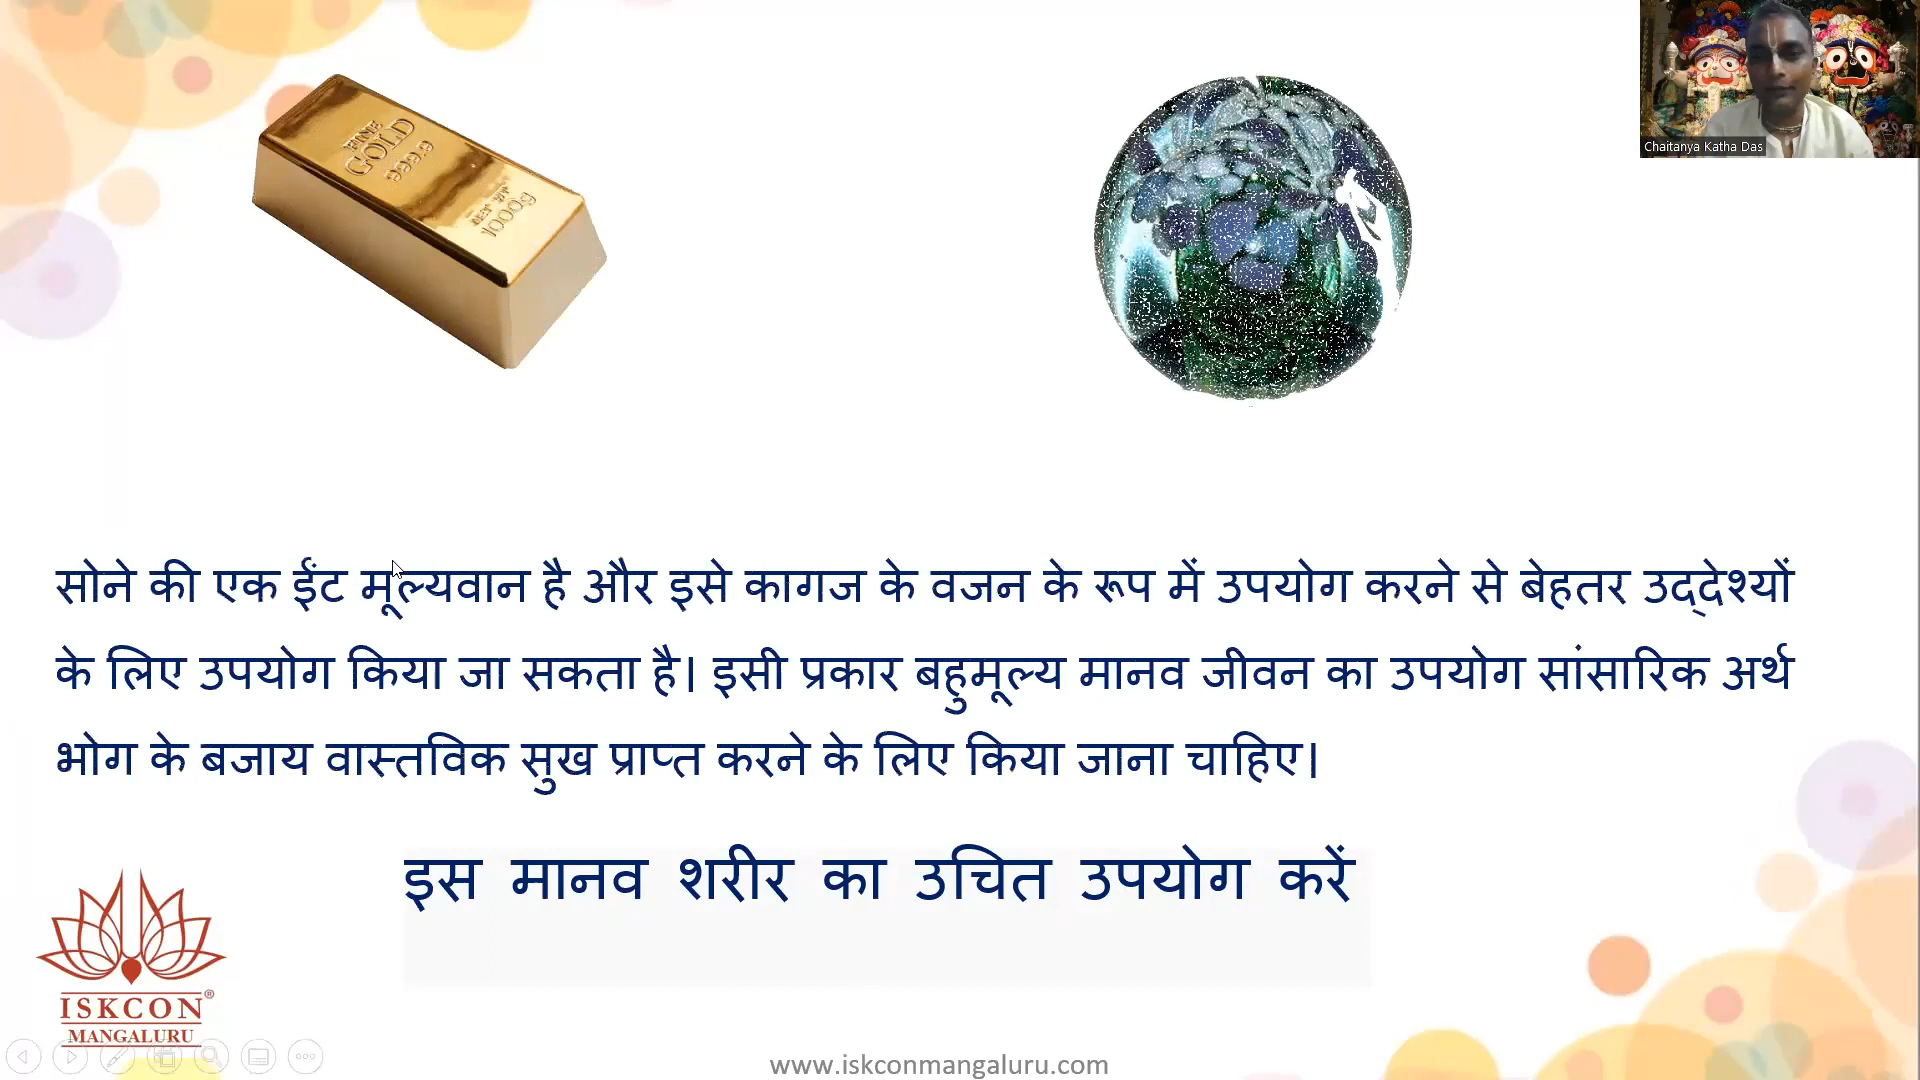 Chaitanya Katha Das
FINE
GOLD
999.9
1000g
सोने की एक ईंट मूल्यवान है और इसे कागज के वजन के रूप में उपयोग करने से बेहतर उद्देश्यों
के लिए उपयोग किया जा सकता है। इसी प्रकार बहुमूल्य मानव जीवन का उपयोग सांसारिक अर्थ
भोग के बजाय वास्तविक सुख प्राप्त करने के लिए किया जाना चाहिए।
इस मानव शरीर का उचित उपयोग करें
ISKCON®
MANGALURU
www.iskconmangaluru.com